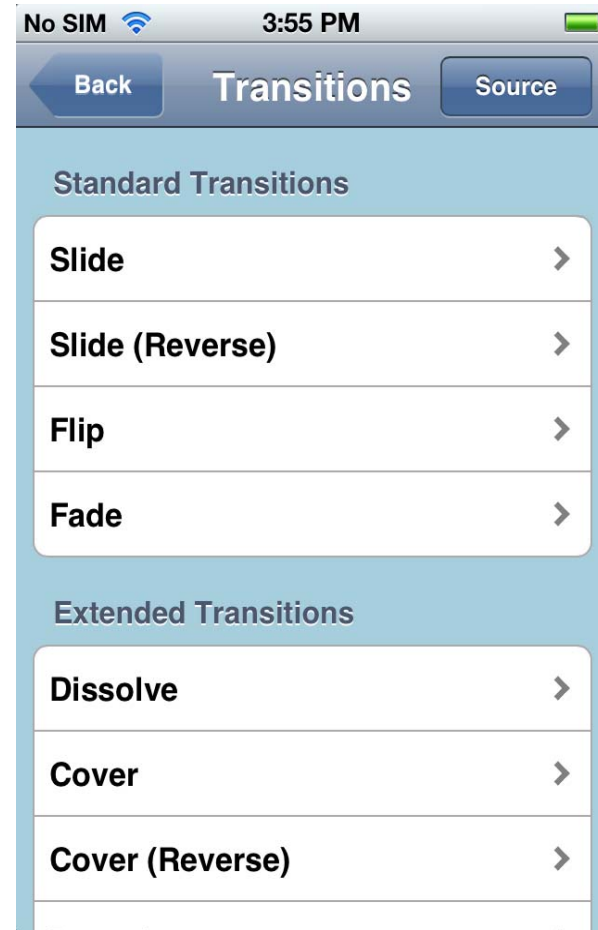 No SIM 3:55 PM
Back Transitions Source
Standard Transitions
Slide
Slide (Reverse)
Flip
Fade
Extended Transitions
Dissolve
Cover
Cover (Reverse)